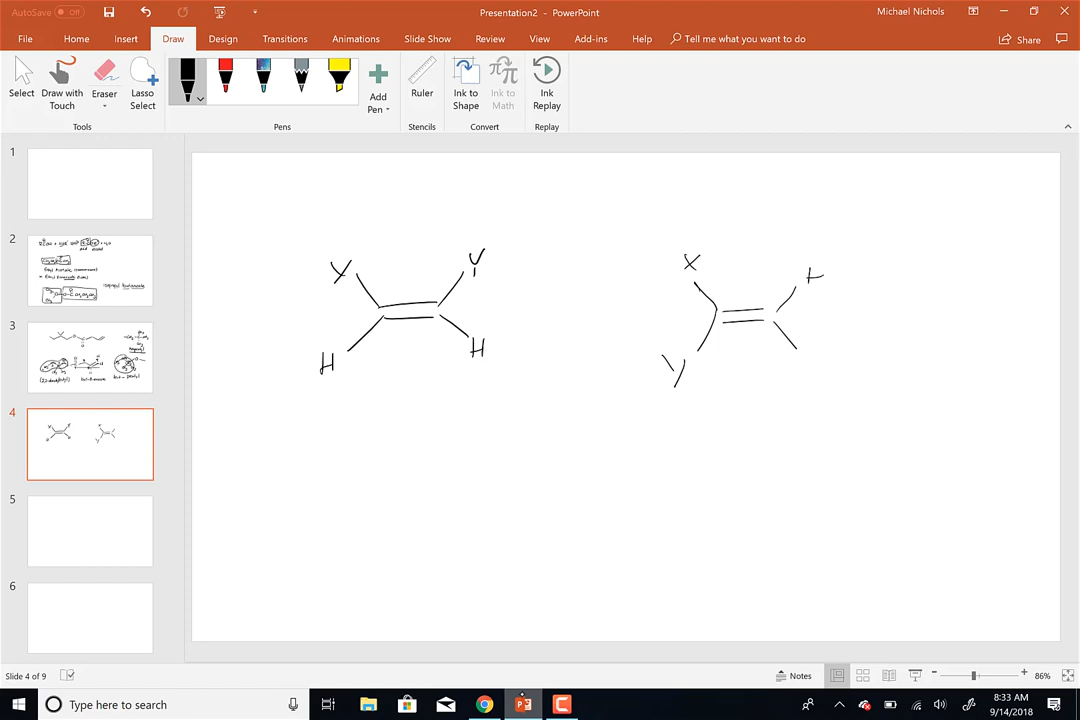 AutoSave Off
Presentation2 - PowerPoint
Michael Nichols
File Home Insert Draw Design Transitions Animations Slide Show Review View Add-ins Help Tell me what you want to do Share
Select
Draw with Touch
Eraser
Lasso Select
Add Pen
Ruler
Ink to Shape
Ink to Math
Ink Replay
Tools Pens Stencils Convert Replay
1
2
3
4
5
6
X Y
H H
X
Y
Slide 4 of 9
Notes
86%
Type here to search
8:33 AM
9/14/2018